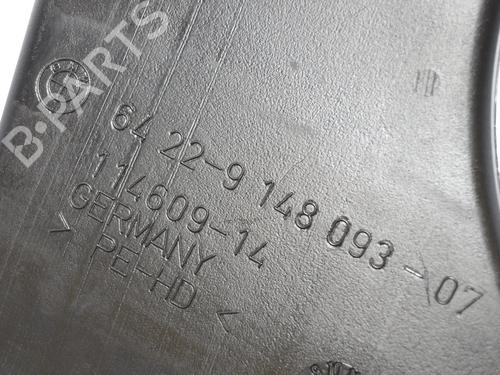 B-PARTS
64 22-9 148 093-07
114609-14
GERMANY
> PE-HD <